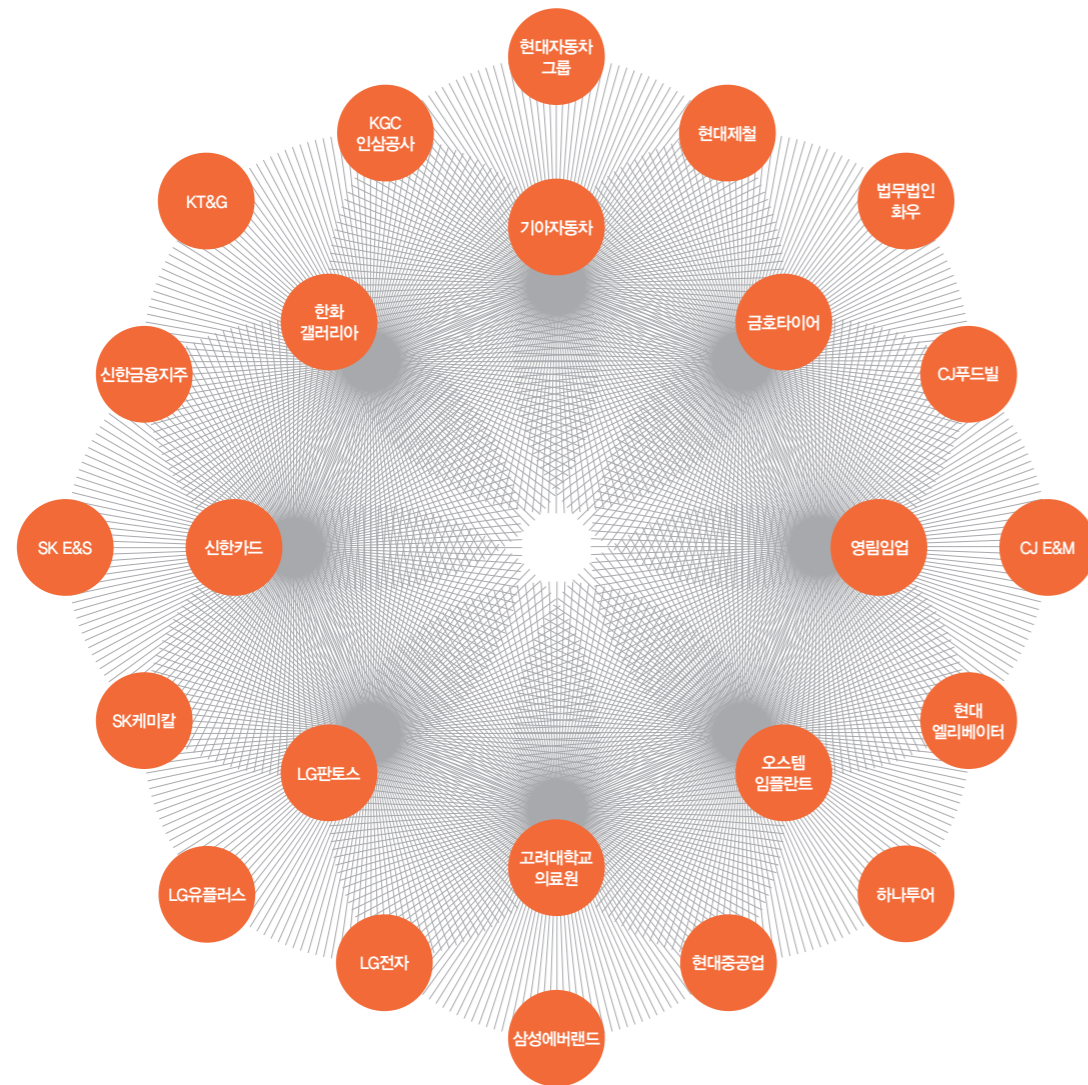 현대자동차
그룹
KGC
인삼공사
현대제철
KT&G
법무법인
화우
기아자동차
한화
갤러리아
금호타이어
신한금융지주
CJ푸드빌
SK E&S
신한카드
영림임업
CJ E&M
SK케미칼
현대
엘리베이터
LG판토스
오스템
임플란트
고려대학교
의료원
LG유플러스
하나투어
LG전자
현대중공업
삼성에버랜드